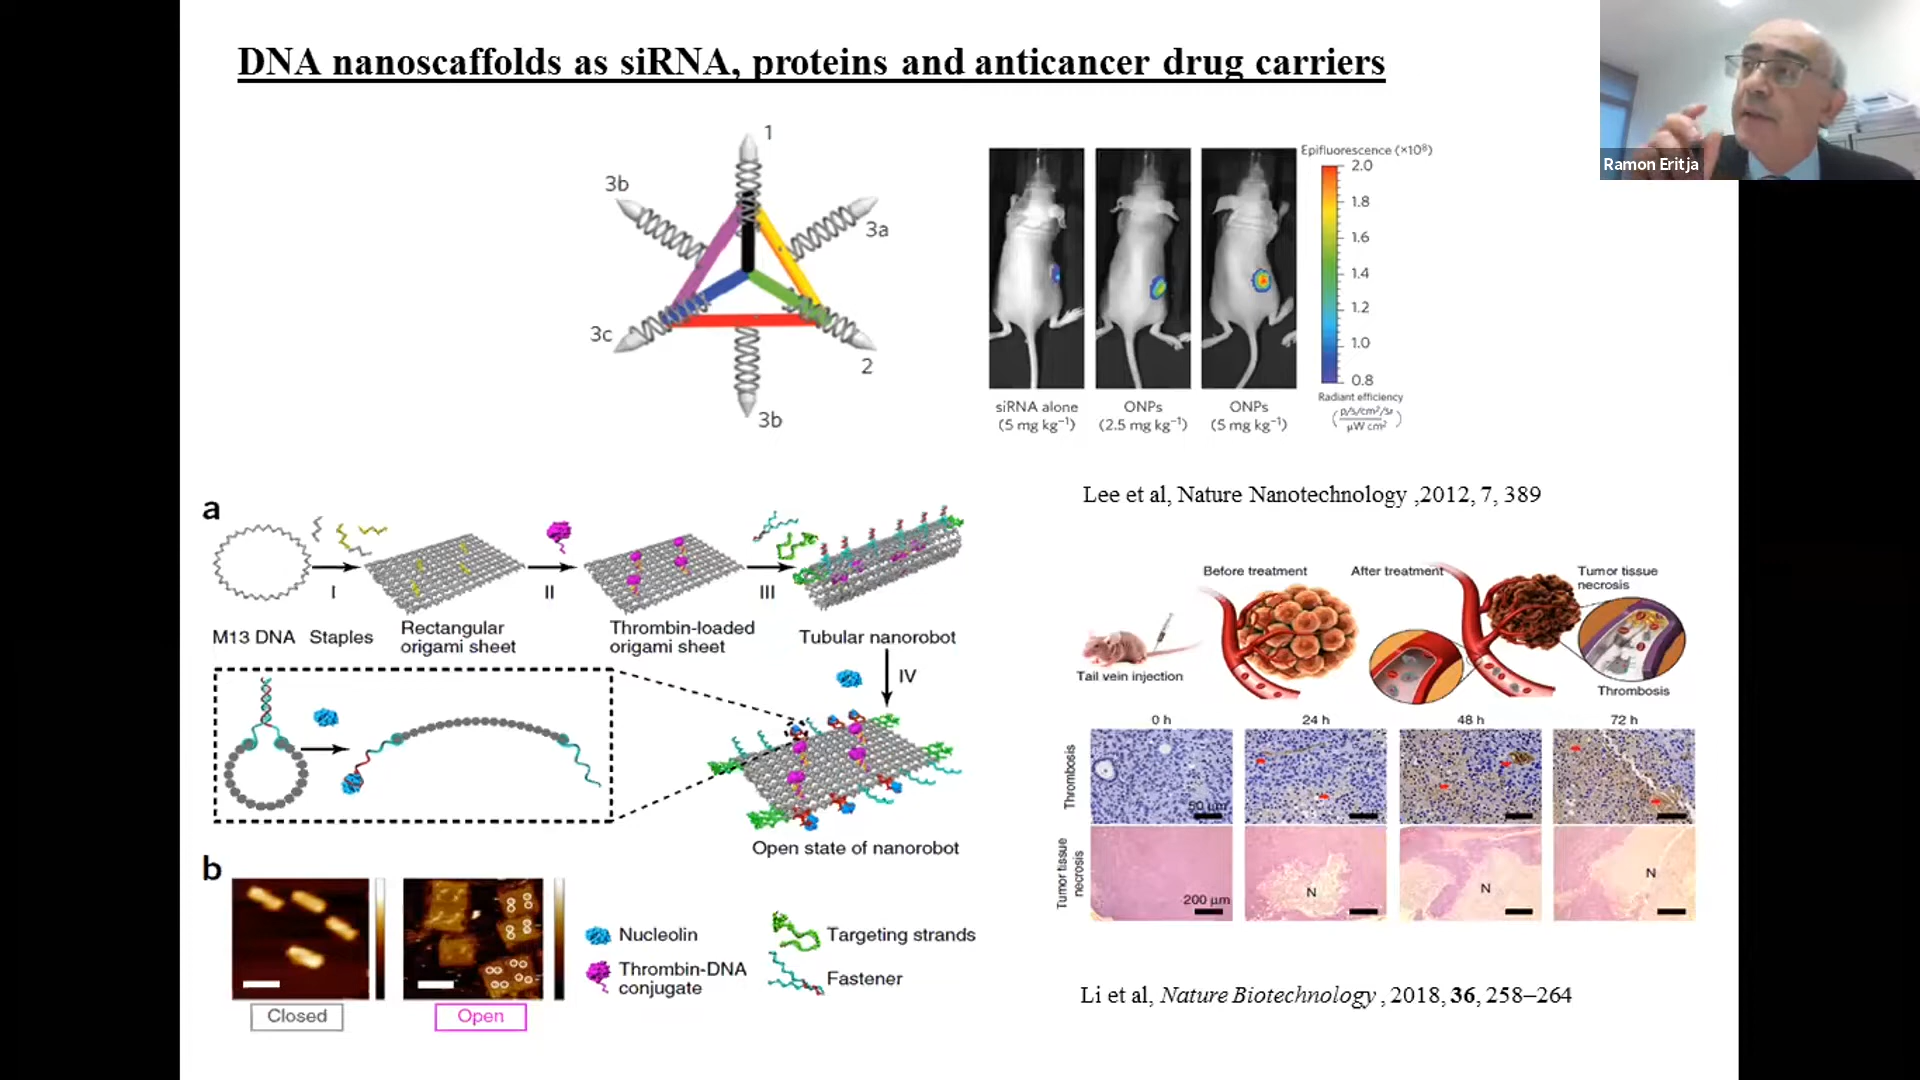 DNA nanoscaffolds as siRNA, proteins and anticancer drug carriers
Ramon Eritja
1
3b
3a
3c
2
3b
Epifluorescence (×10⁸)
2.0
1.8
1.6
1.4
1.2
1.0
0.8
Radiant efficiency
(p/s/cm²/sr
μW cm²)
siRNA alone
(5 mg kg⁻¹)
ONPs
(2.5 mg kg⁻¹)
ONPs
(5 mg kg⁻¹)
Lee et al, Nature Nanotechnology ,2012, 7, 389
a
I
II
III
M13 DNA
Staples
Rectangular
origami sheet
Thrombin-loaded
origami sheet
Tubular nanorobot
IV
Open state of nanorobot
b
Closed
Open
Nucleolin
Thrombin-DNA
conjugate
Targeting strands
Fastener
Before treatment
After treatment
Tumor tissue
necrosis
Tail vein injection
Thrombosis
0 h
24 h
48 h
72 h
Thrombosis
50 μm
Tumor tissue
necrosis
200 μm
N
N
N
Li et al, Nature Biotechnology , 2018, 36, 258–264